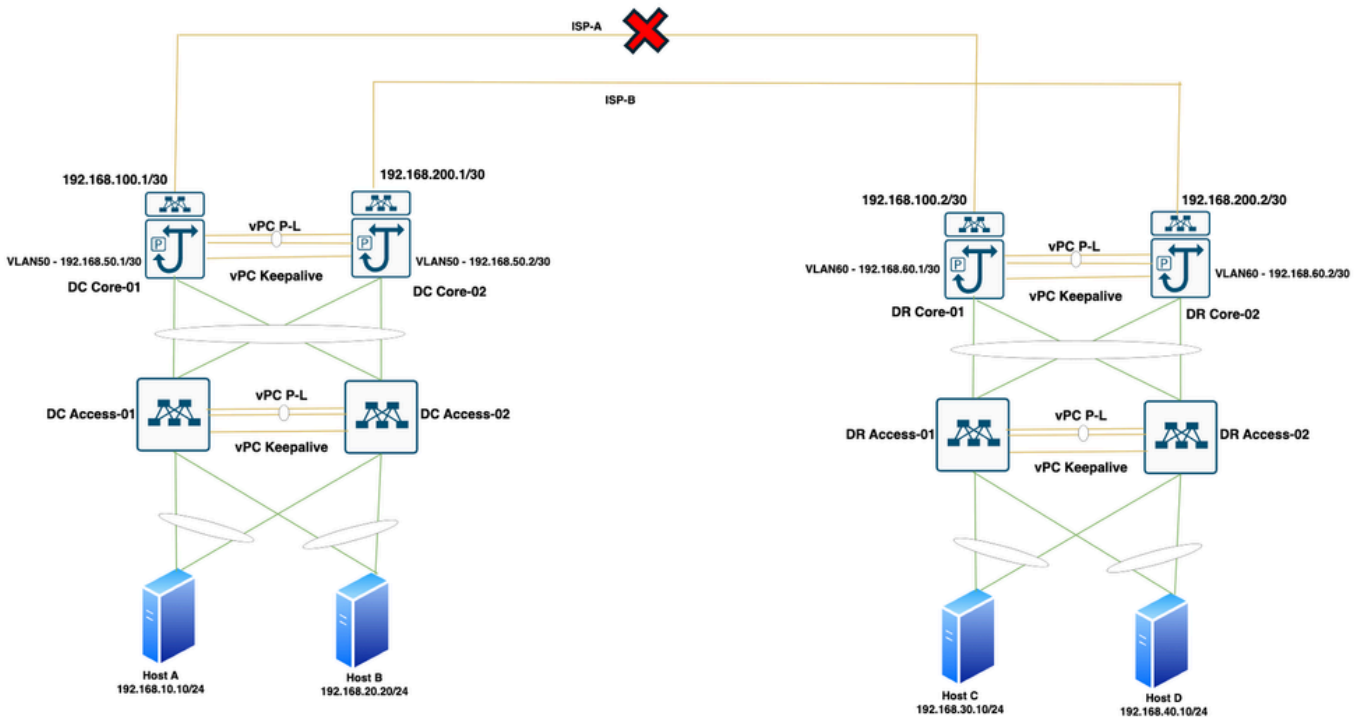 ISP-A
ISP-B
192.168.100.1/30
192.168.200.1/30
192.168.100.2/30
192.168.200.2/30
vPC P-L
P
P
VLAN50 - 192.168.50.1/30
VLAN50 - 192.168.50.2/30
vPC Keepalive
DC Core-01
DC Core-02
vPC P-L
P
P
VLAN60 - 192.168.60.1/30
VLAN60 - 192.168.60.2/30
vPC Keepalive
DR Core-01
DR Core-02
vPC P-L
DC Access-01
DC Access-02
vPC Keepalive
vPC P-L
DR Access-01
DR Access-02
vPC Keepalive
Host A
192.168.10.10/24
Host B
192.168.20.20/24
Host C
192.168.30.10/24
Host D
192.168.40.10/24